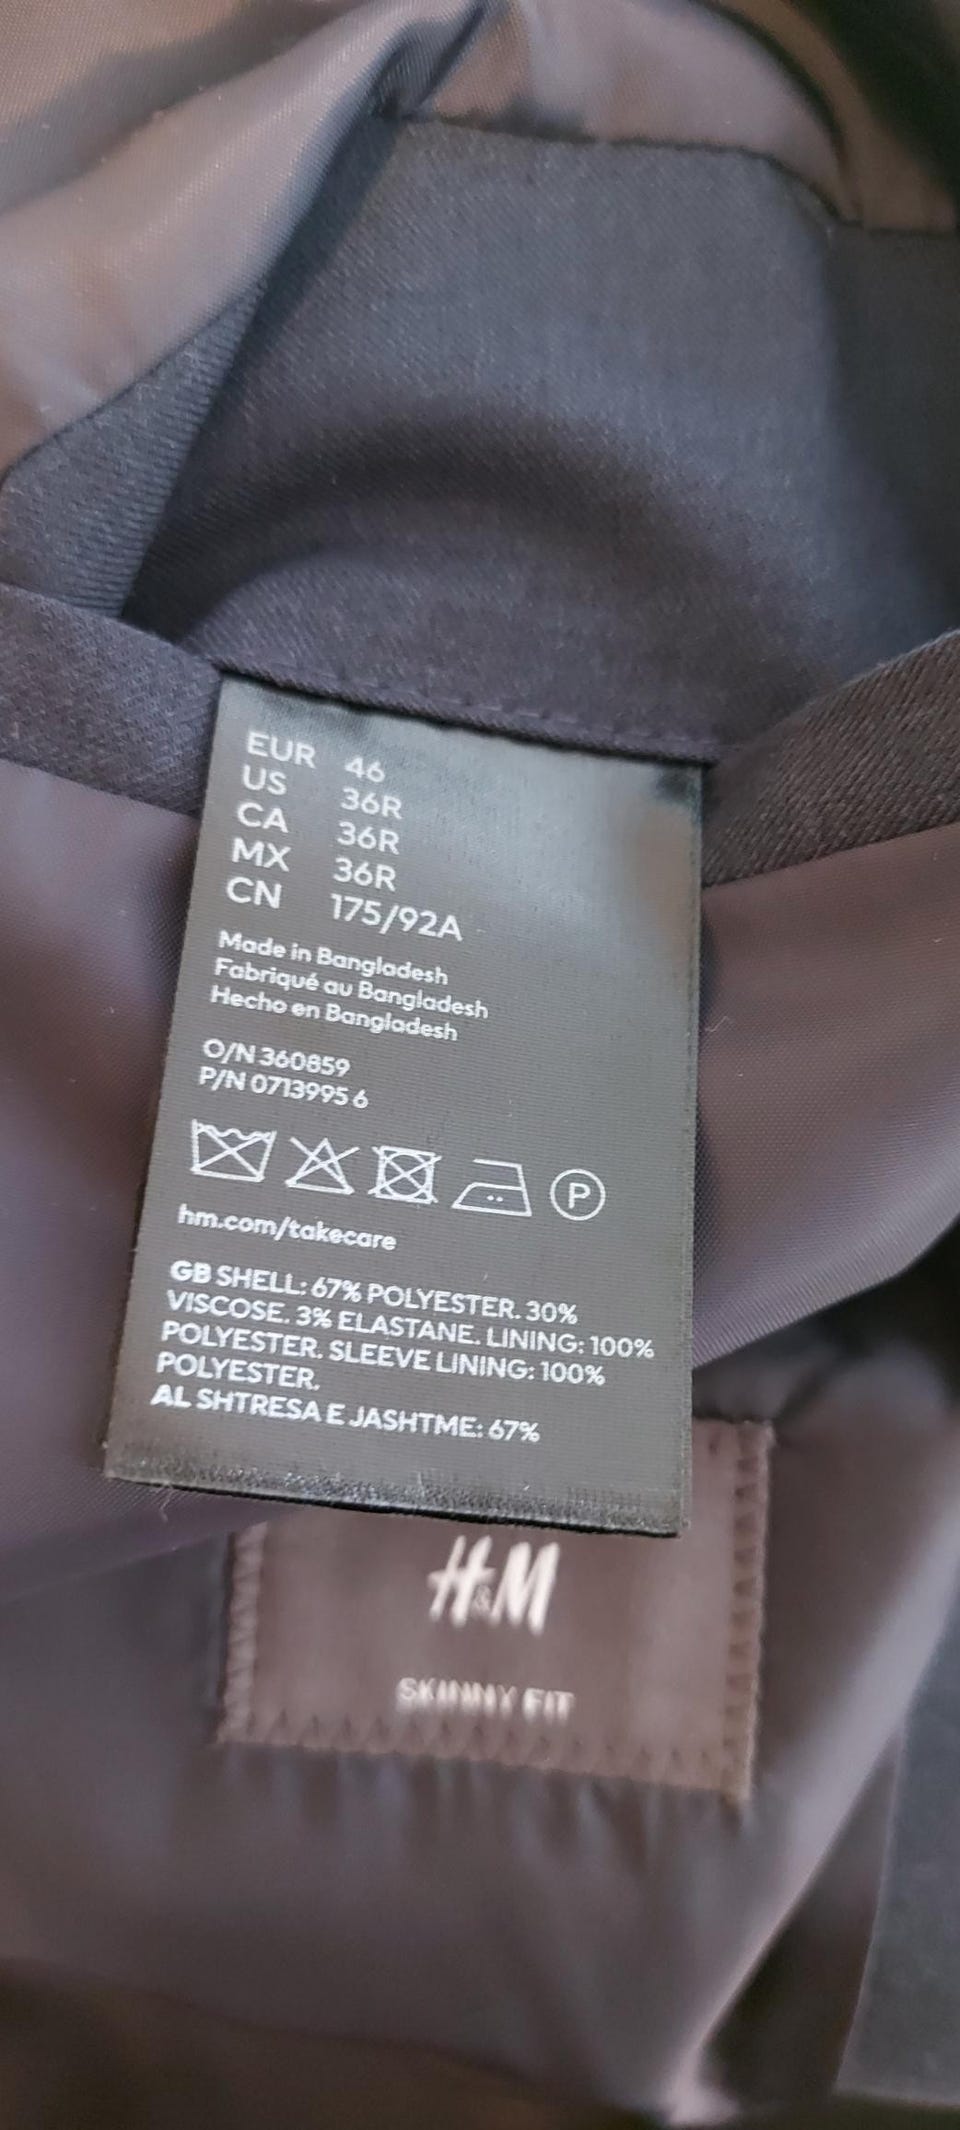 EUR 46
US 36R
CA 36R
MX 36R
CN 175/92A
Made in Bangladesh
Fabriqué au Bangladesh
Hecho en Bangladesh
O/N 360859
P/N 0713995 6
P
hm.com/takecare
GB SHELL: 67% POLYESTER. 30%
VISCOSE. 3% ELASTANE. LINING: 100%
POLYESTER. SLEEVE LINING: 100%
POLYESTER.
AL SHTRESA E JASHTME: 67%
H&M
SKINNY FIT